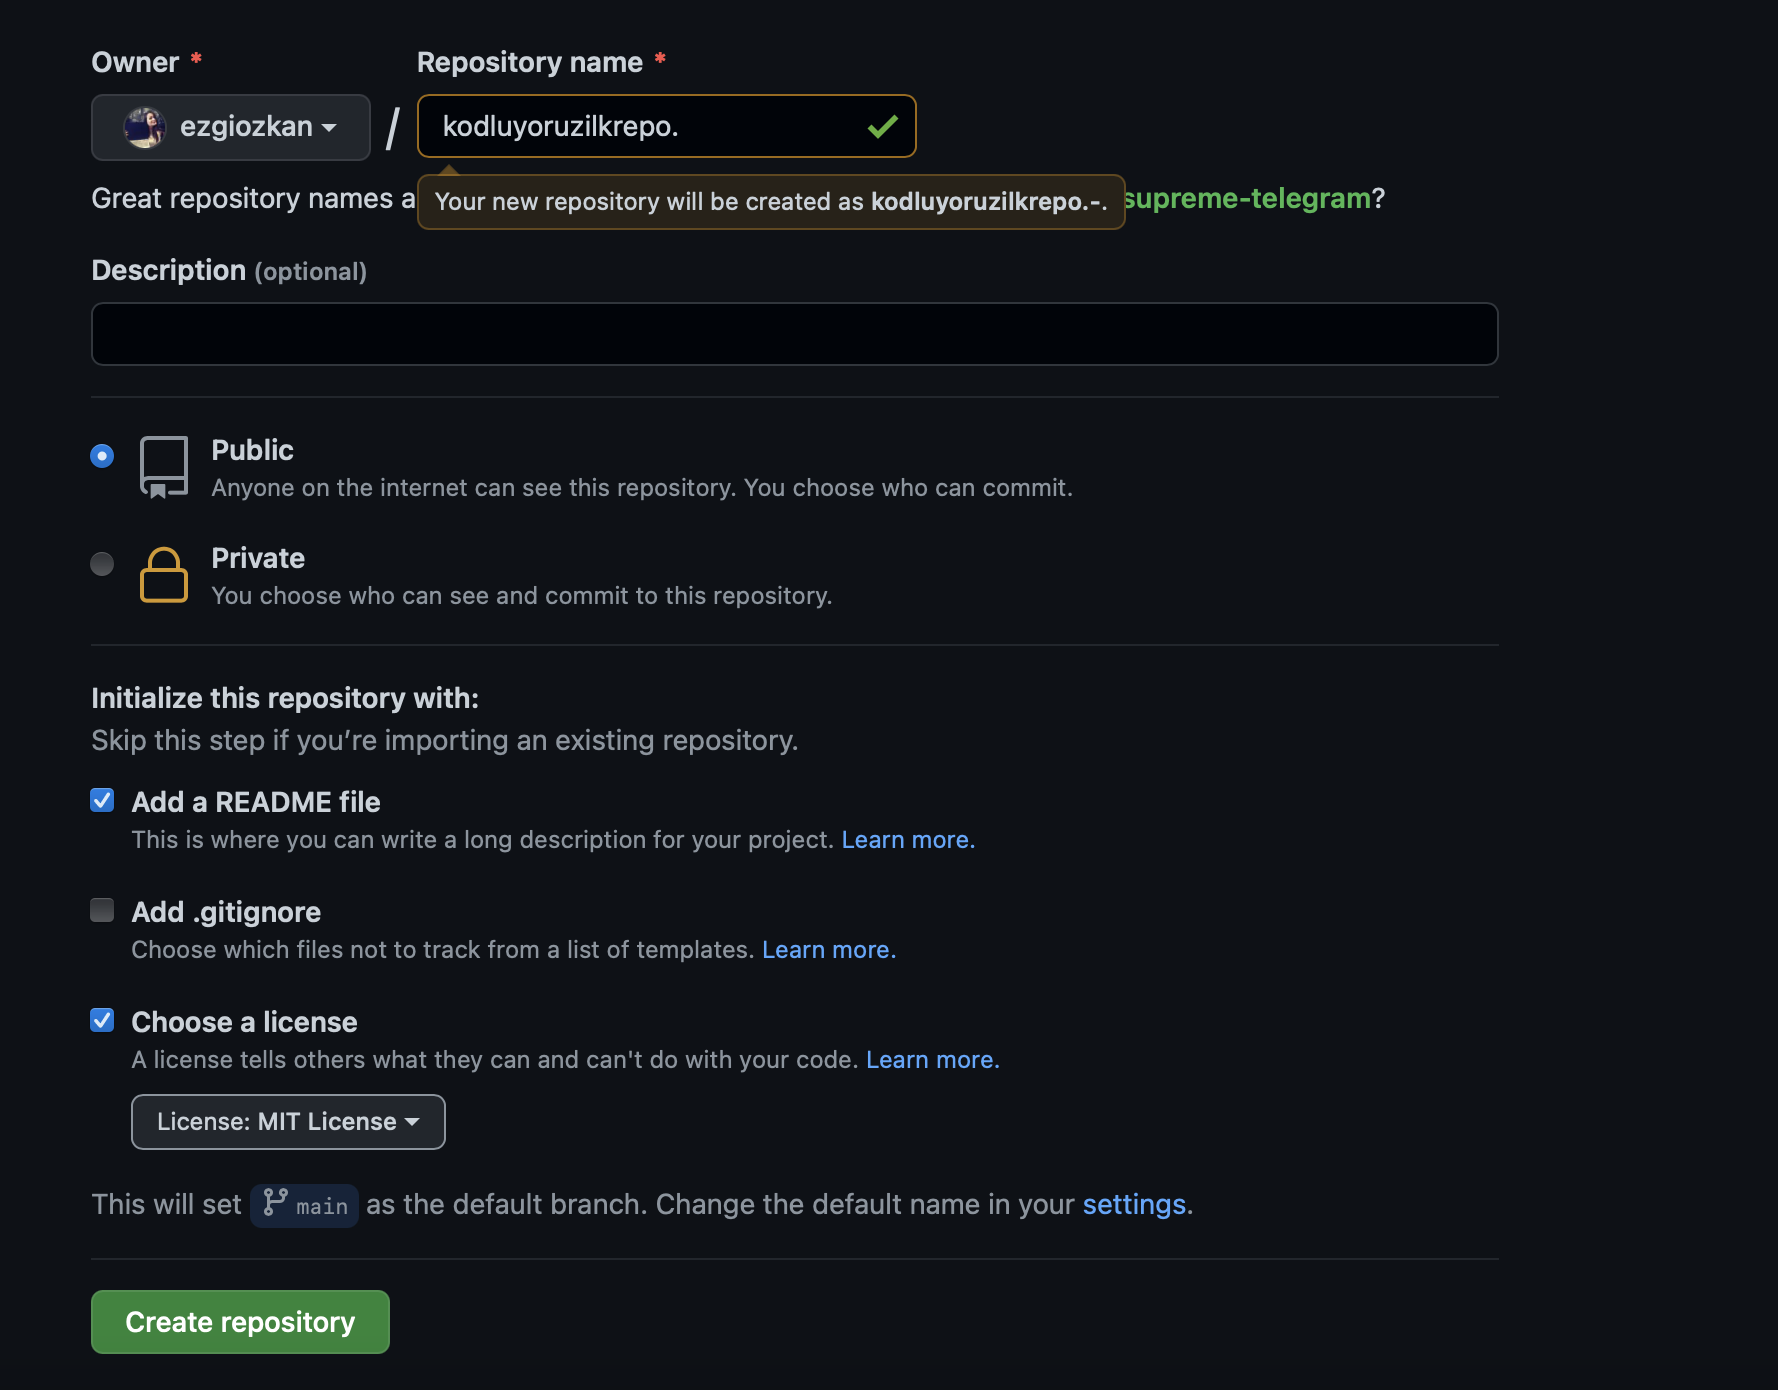 Owner * Repository name *
ezgiozkan / kodluyoruzilkrepo.
Great repository names a
Your new repository will be created as kodluyoruzilkrepo.-.
supreme-telegram?
Description (optional)
Public
Anyone on the internet can see this repository. You choose who can commit.
Private
You choose who can see and commit to this repository.
Initialize this repository with:
Skip this step if you’re importing an existing repository.
Add a README file
This is where you can write a long description for your project. Learn more.
Add .gitignore
Choose which files not to track from a list of templates. Learn more.
Choose a license
A license tells others what they can and can't do with your code. Learn more.
License: MIT License
This will set main as the default branch. Change the default name in your settings.
Create repository